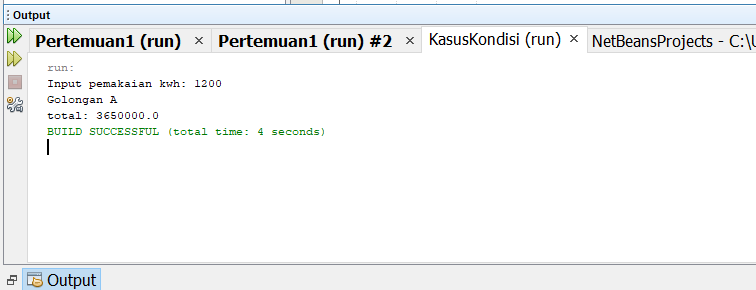 Output
Pertemuan1 (run) × Pertemuan1 (run) #2 × KasusKondisi (run) × NetBeansProjects - C:\U
run:
Input pemakaian kwh: 1200
Golongan A
total: 3650000.0
BUILD SUCCESSFUL (total time: 4 seconds)
Output